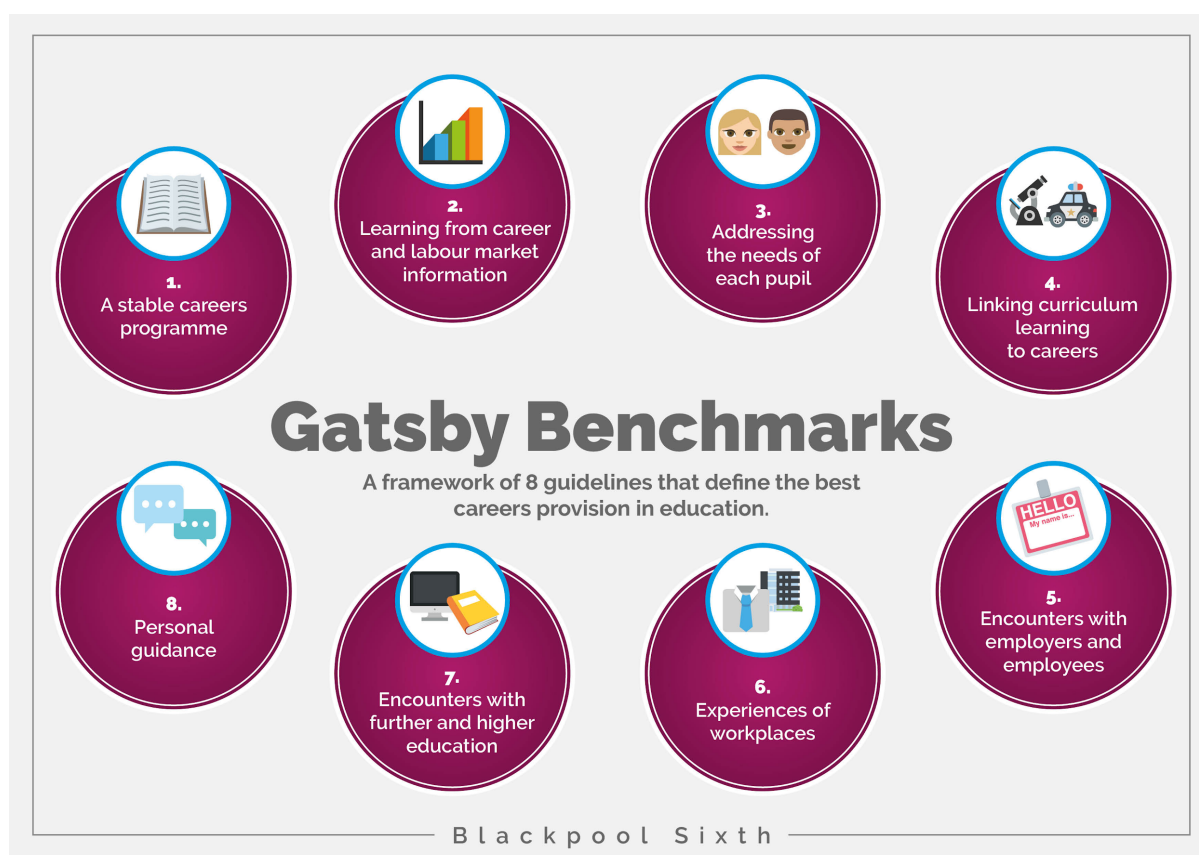 1.
A stable careers
programme
2.
Learning from career
and labour market
information
3.
Addressing
the needs of
each pupil
4.
Linking curriculum
learning
to careers
Gatsby Benchmarks
A framework of 8 guidelines that define the best
careers provision in education.
HELLO
My name is...
5.
Encounters with
employers and
employees
6.
Experiences of
workplaces
7.
Encounters with
further and higher
education
8.
Personal
guidance
Blackpool Sixth